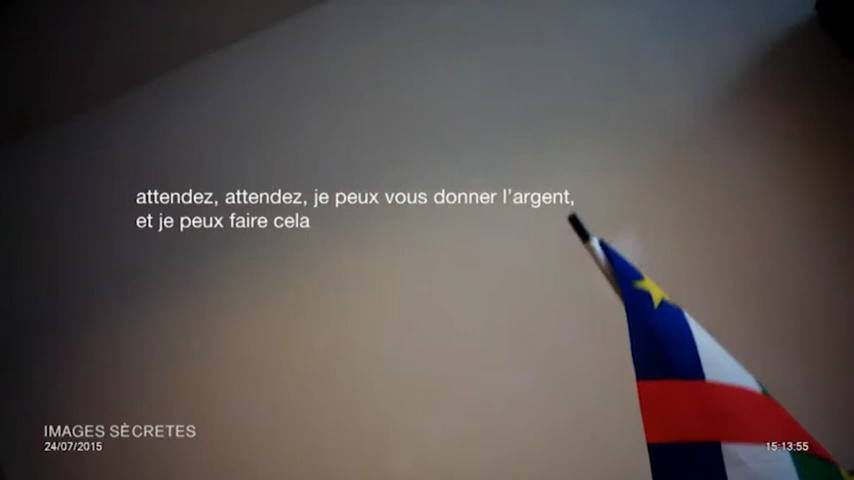 attendez, attendez, je peux vous donner l'argent,
et je peux faire cela
IMAGES SÈCRETES
24/07/2015
15:13:55